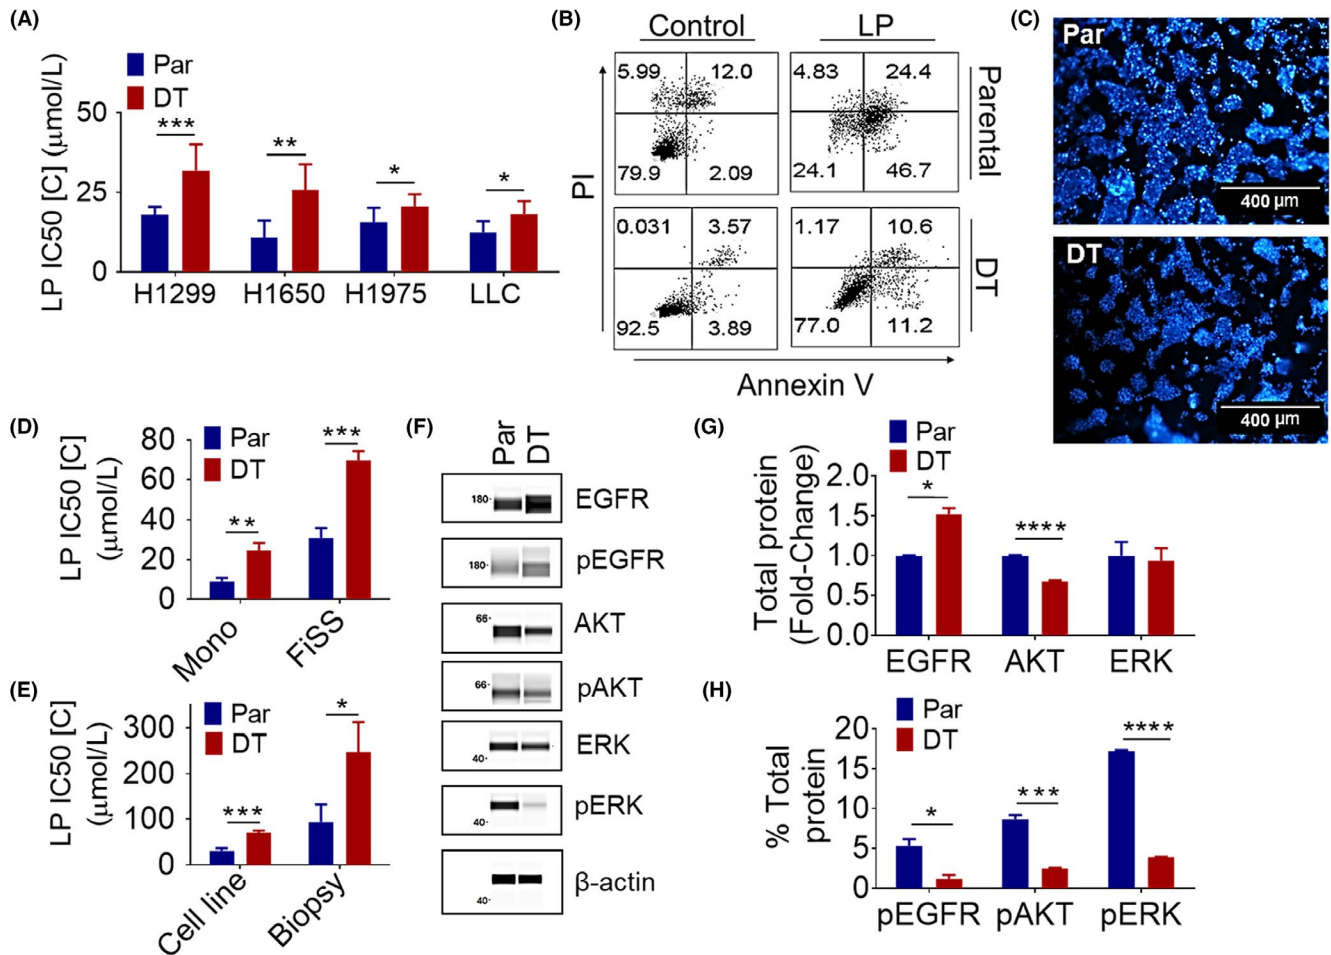 (A)
Par
DT
LP IC50 [C] (μmol/L)
50
25
0
***
**
*
*
H1299 H1650 H1975 LLC
(B)
Control LP
5.99 12.0
79.9 2.09
4.83 24.4
24.1 46.7
Parental
0.031 3.57
92.5 3.89
1.17 10.6
77.0 11.2
DT
PI
Annexin V
(C)
Par
400 μm
DT
400 μm
(D)
Par
DT
LP IC50 [C]
(μmol/L)
80
60
40
20
0
**
***
Mono FiSS
(E)
Par
DT
LP IC50 [C]
(μmol/L)
300
200
100
0
***
*
Cell line Biopsy
(F)
Par DT
180 EGFR
180 pEGFR
66 AKT
66 pAKT
40 ERK
40 pERK
40 β-actin
(G)
Par
DT
Total protein
(Fold-Change)
2.0
1.5
1.0
0.5
0.0
*
****
EGFR AKT ERK
(H)
Par
DT
% Total
protein
20
15
10
5
0
*
***
****
pEGFR pAKT pERK